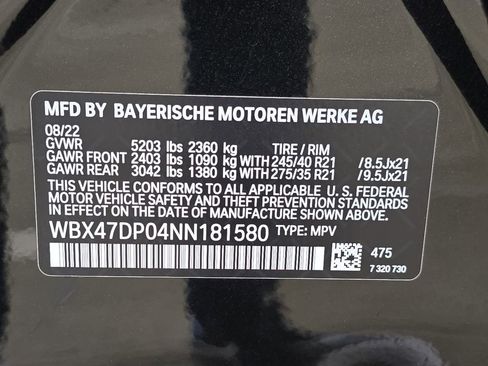 MFD BY BAYERISCHE MOTOREN WERKE AG
08/22
GVWR 5203 lbs 2360 kg TIRE / RIM
GAWR FRONT 2403 lbs 1090 kg WITH 245/40 R21 /8.5Jx21
GAWR REAR 3042 lbs 1380 kg WITH 275/35 R21 /9.5Jx21
THIS VEHICLE CONFORMS TO ALL APPLICABLE U. S. FEDERAL
MOTOR VEHICLE SAFETY AND THEFT PREVENTION STANDARDS
IN EFFECT ON THE DATE OF MANUFACTURE SHOWN ABOVE.
WBX47DP04NN181580 TYPE: MPV
475
7 320 730